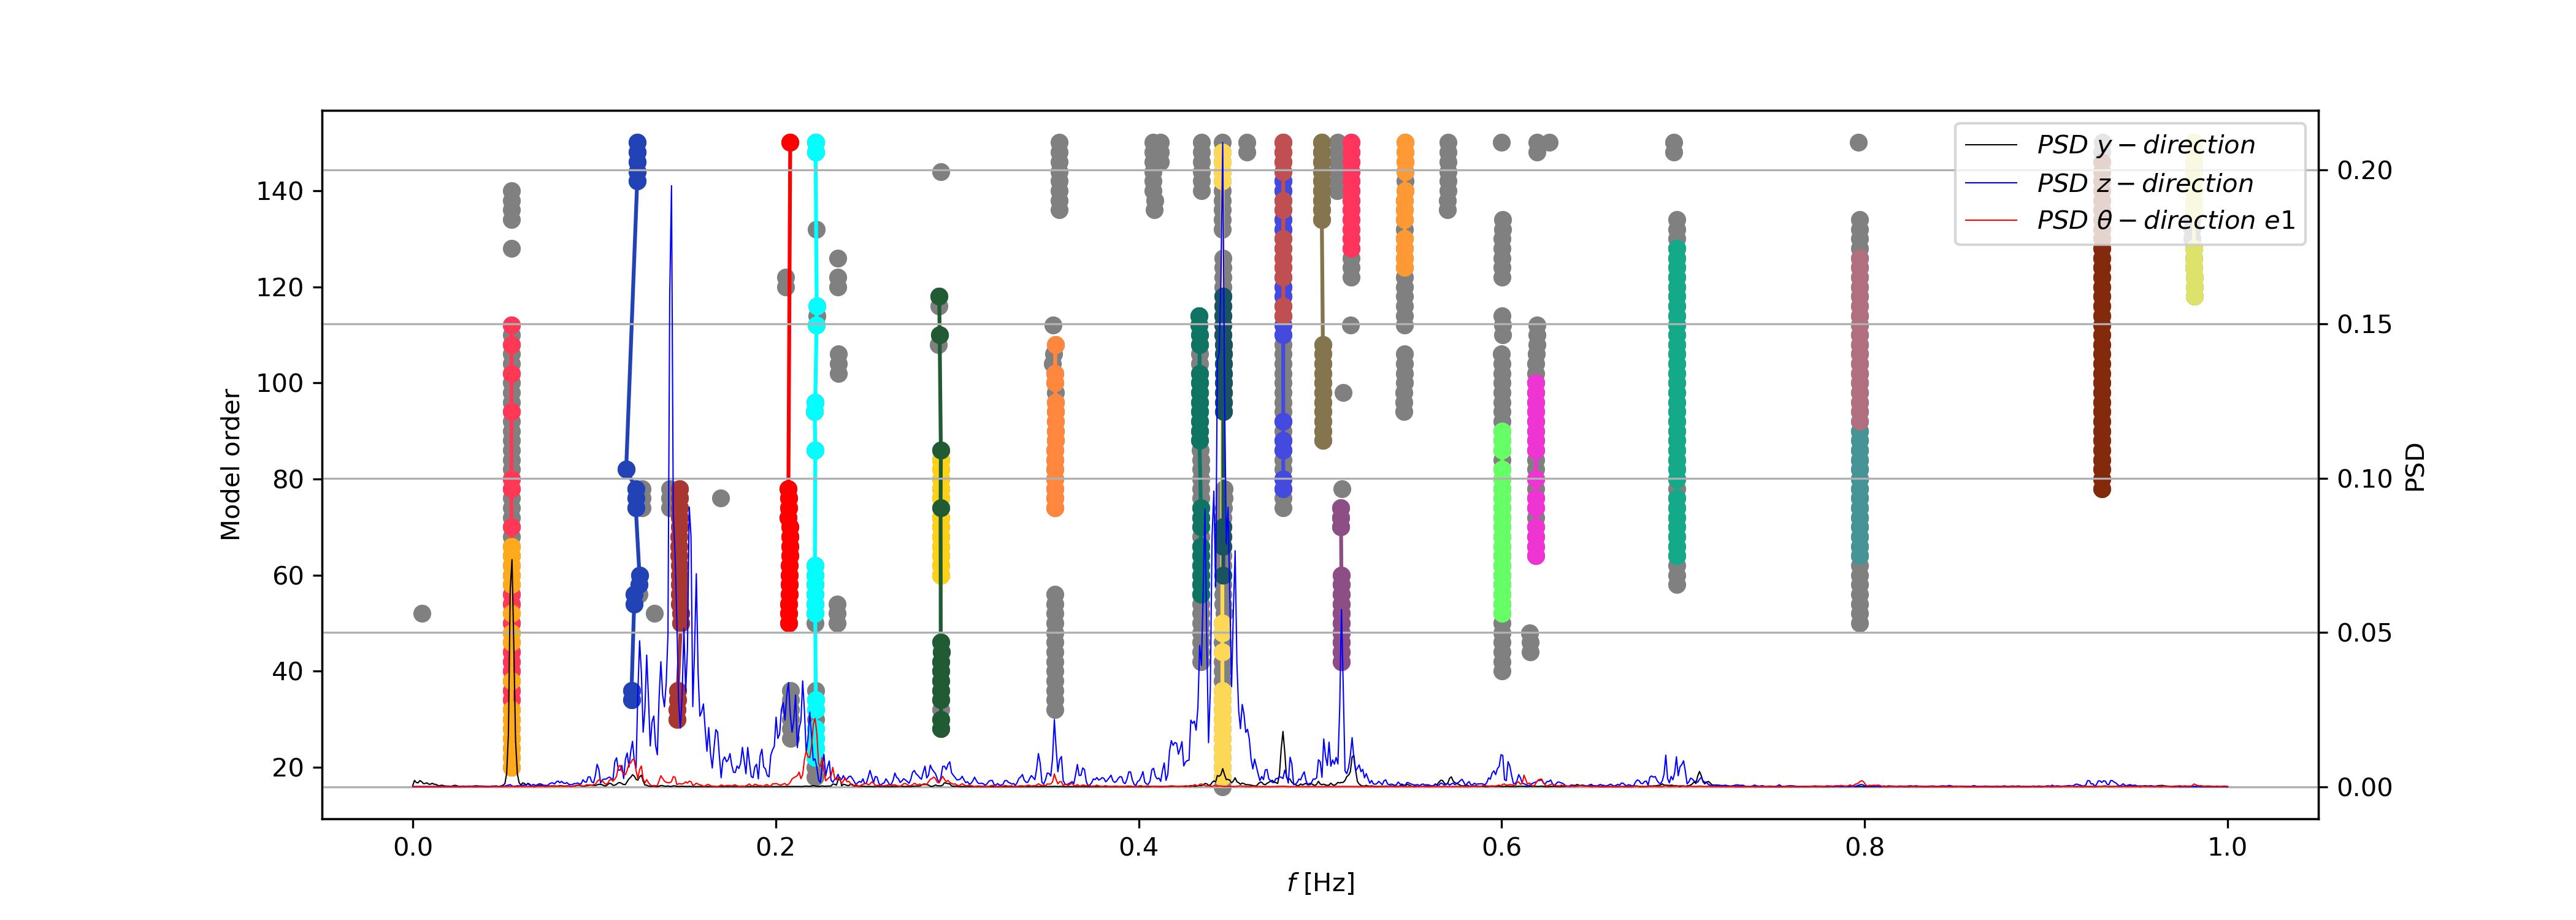 PSD y − direction
PSD z − direction
PSD θ − direction e1
140
120
100
80
60
40
20
Model order
0.20
0.15
0.10
0.05
0.00
PSD
0.0 0.2 0.4 0.6 0.8 1.0
f [Hz]